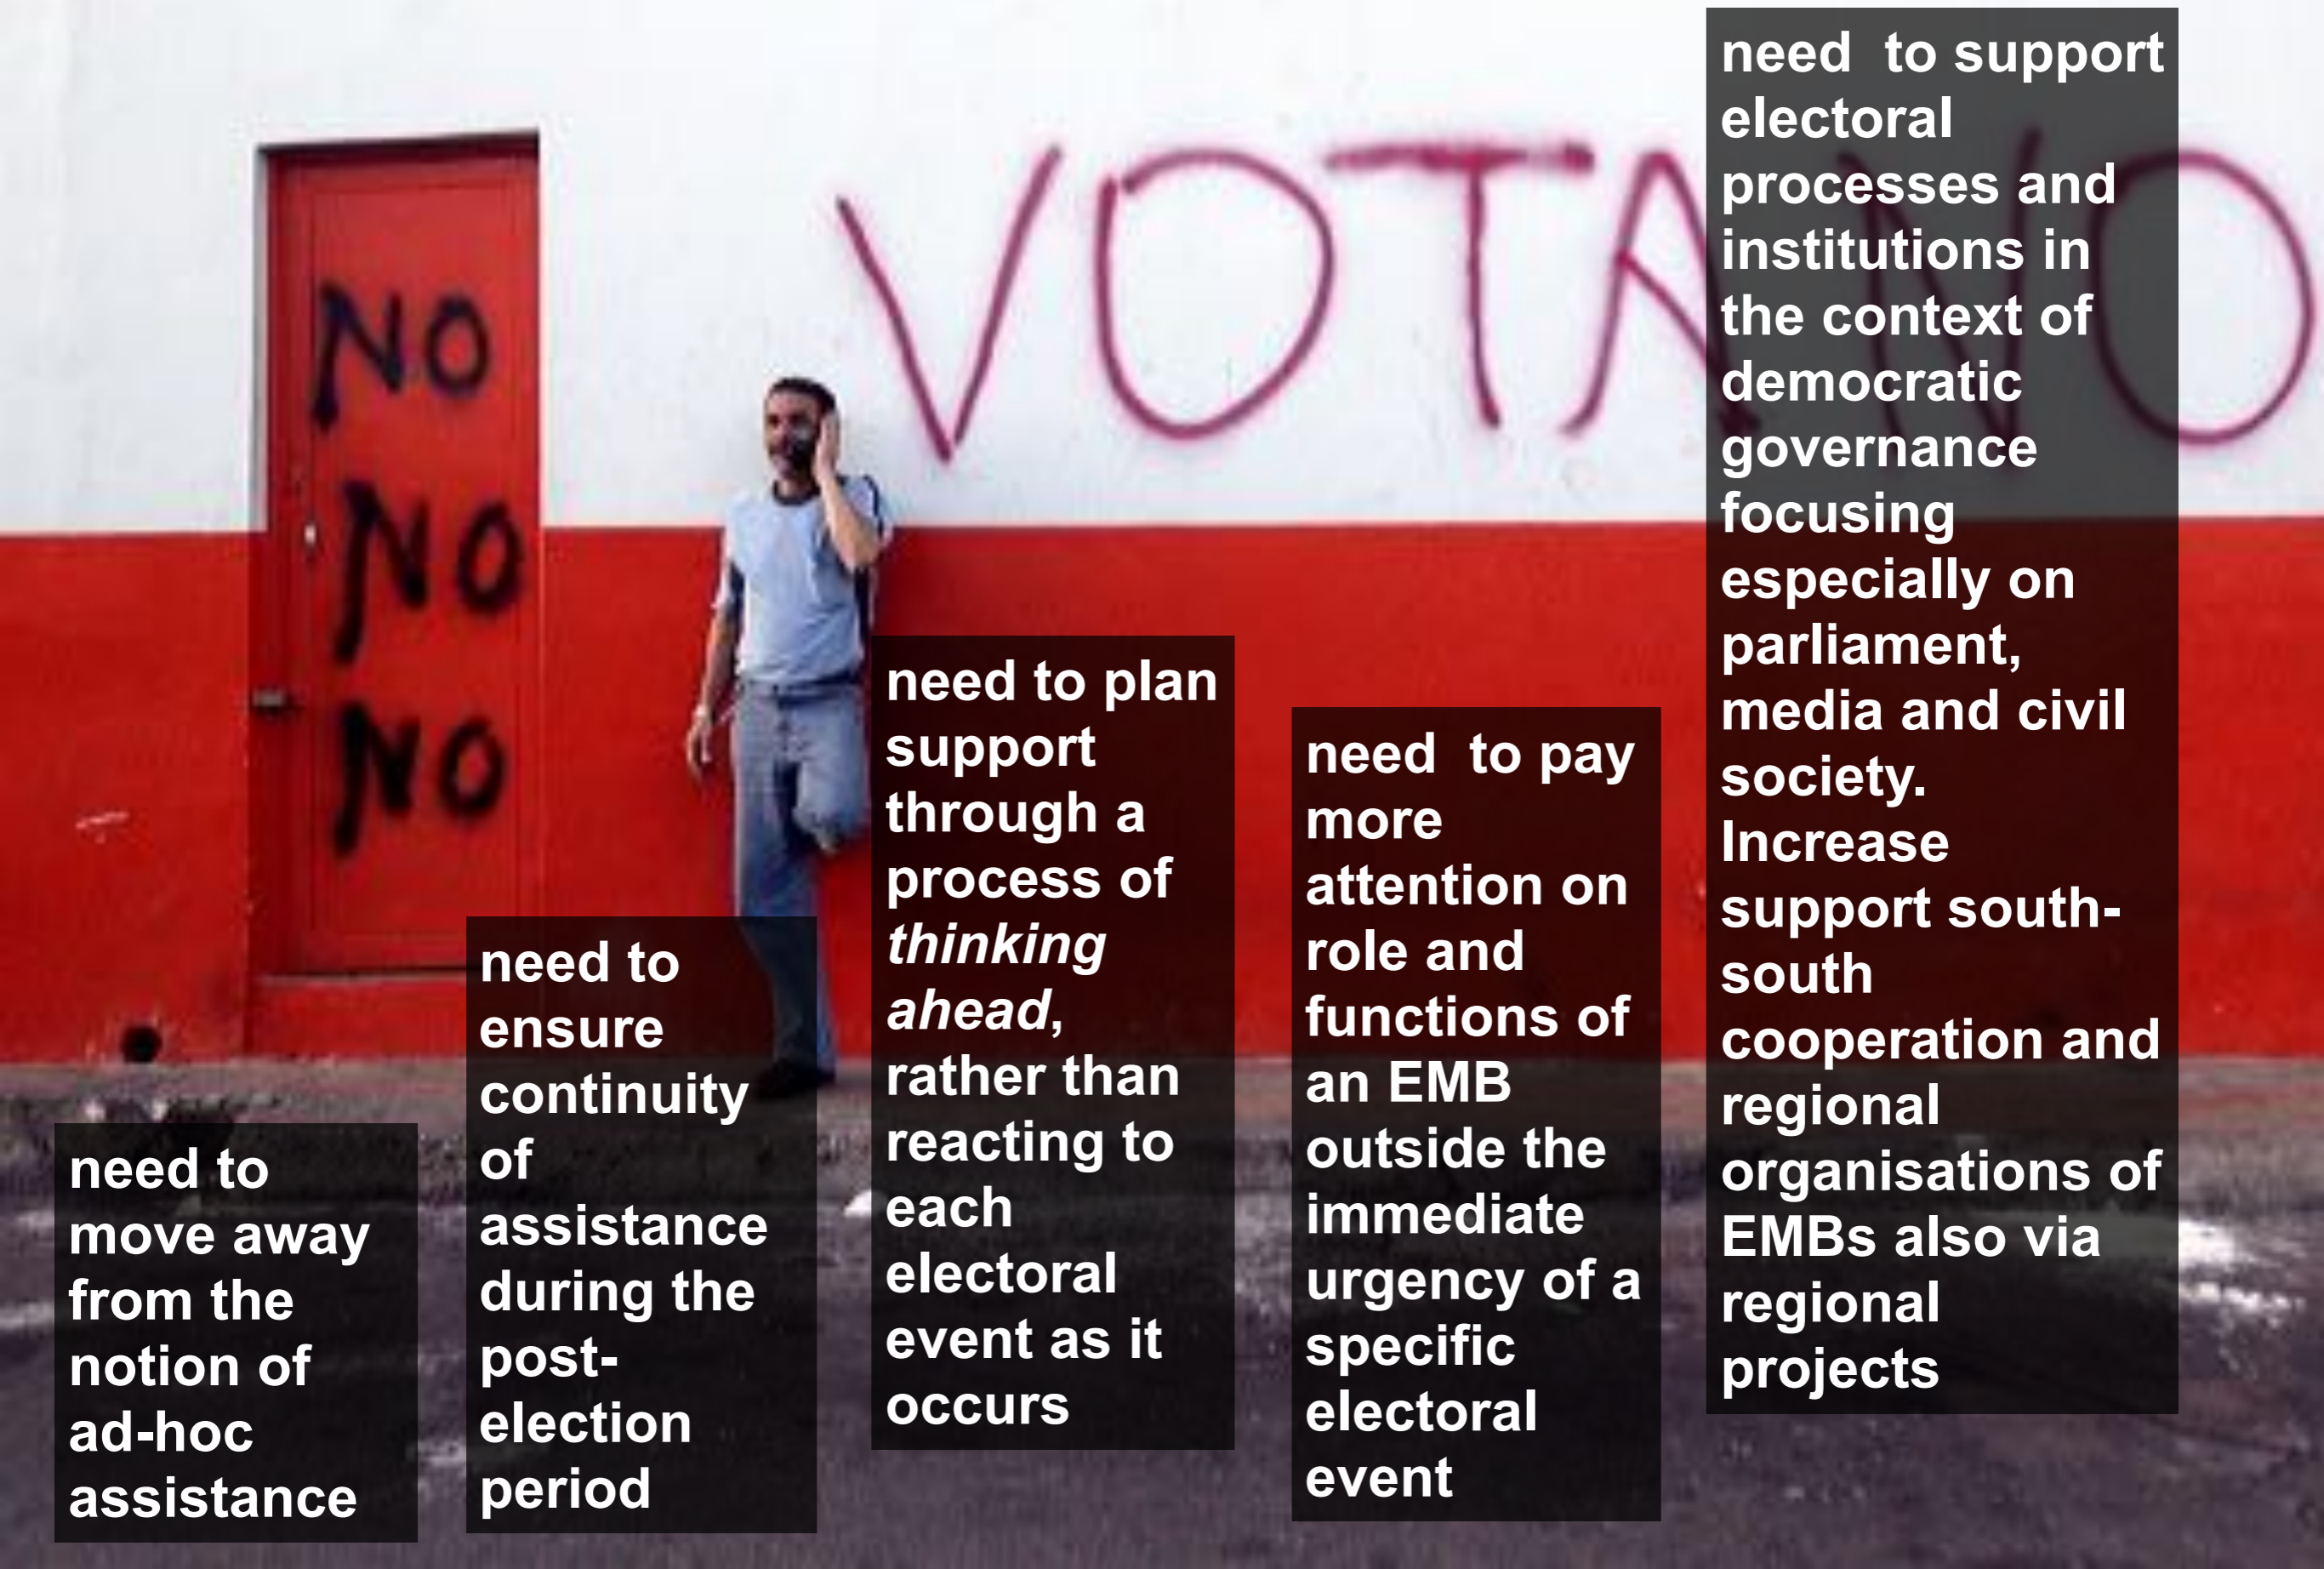 NO
NO
NO
VOTA NO
need to
move away
from the
notion of
ad-hoc
assistance
need to
ensure
continuity
of
assistance
during the
post-
election
period
need to plan
support
through a
process of
thinking
ahead,
rather than
reacting to
each
electoral
event as it
occurs
need  to pay
more
attention on
role and
functions of
an EMB
outside the
immediate
urgency of a
specific
electoral
event
need  to support
electoral
processes and
institutions in
the context of
democratic
governance
focusing
especially on
parliament,
media and civil
society.
Increase
support south-
south
cooperation and
regional
organisations of
EMBs also via
regional
projects